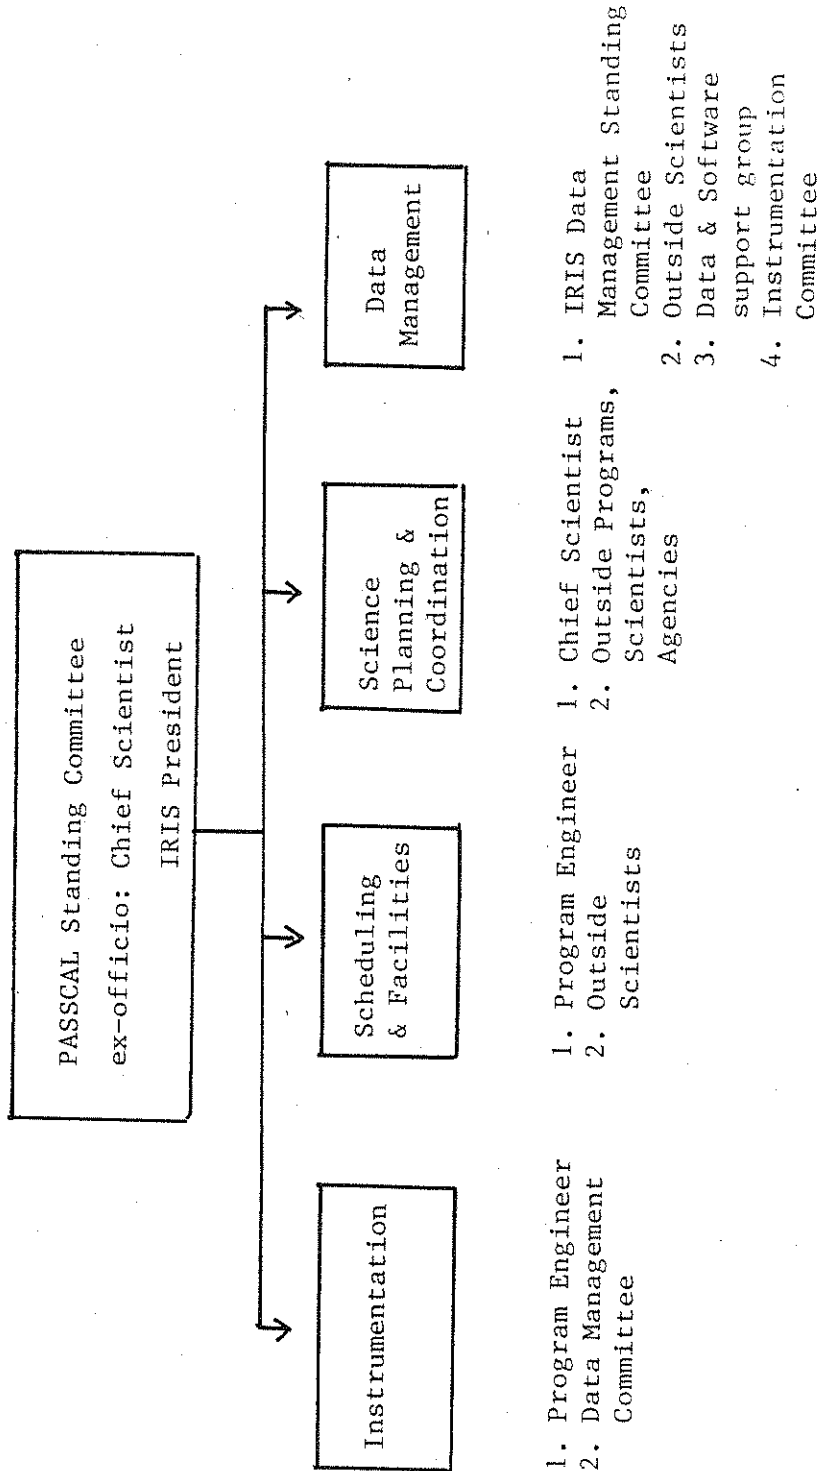 PASSCAL Standing Committee
ex-officio: Chief Scientist
IRIS President
Instrumentation
1. Program Engineer
2. Data Management
Committee
Scheduling
& Facilities
1. Program Engineer
2. Outside
Scientists
Science
Planning &
Coordination
1. Chief Scientist
2. Outside Programs,
Scientists,
Agencies
Data
Management
1. IRIS Data
Management Standing
Committee
2. Outside Scientists
3. Data & Software
support group
4. Instrumentation
Committee